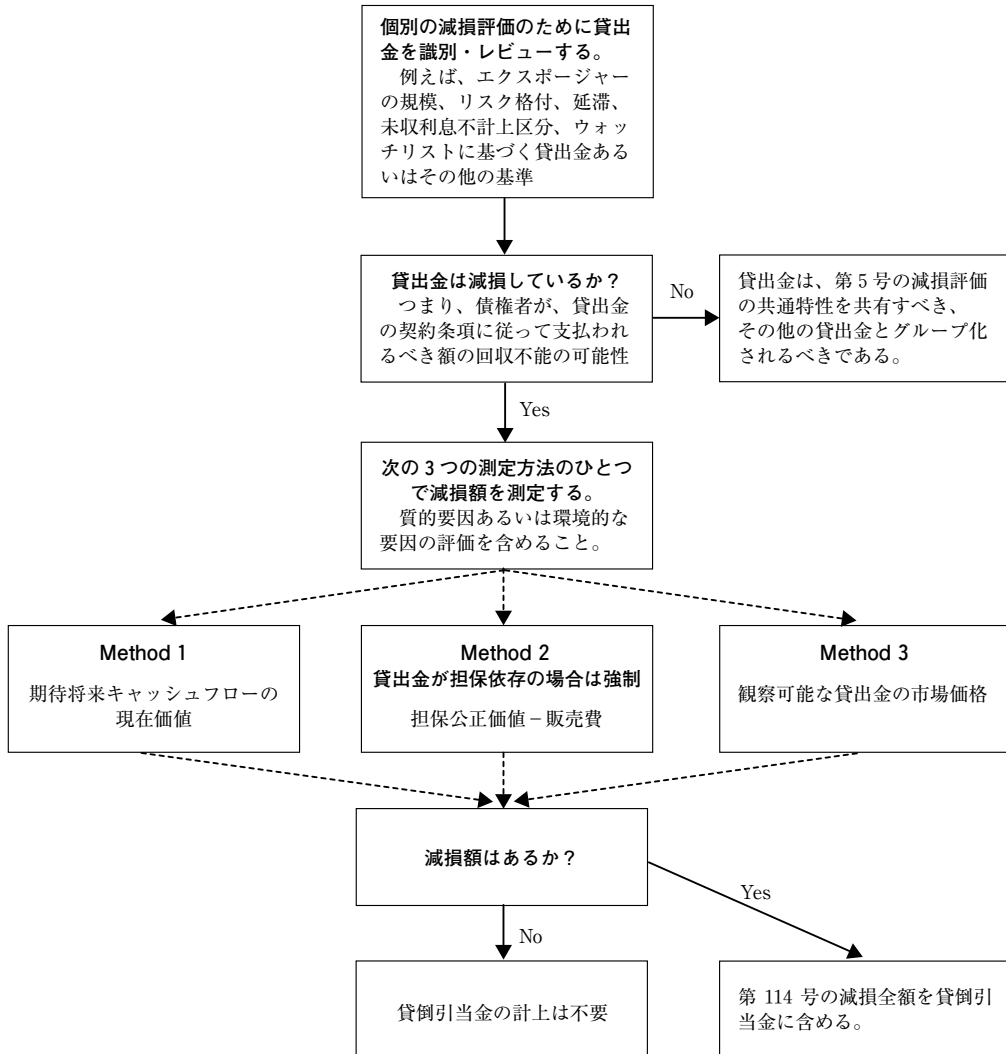 個別の減損評価のために貸出
金を識別・レビューする。
例えば、エクスポージャー
の規模、リスク格付、延滞、
未収利息不計上区分、ウォッ
チリストに基づく貸出金ある
いはその他の基準
貸出金は減損しているか？
つまり、債権者が、貸出金
の契約条項に従って支払われ
るべき額の回収不能の可能性
No
貸出金は、第5号の減損評価
の共通特性を共有すべき、
その他の貸出金とグループ化
されるべきである。
Yes
次の3つの測定方法のひとつ
で減損額を測定する。
質的要因あるいは環境的な
要因の評価を含めること。
Method 1
期待将来キャッシュフローの
現在価値
Method 2
貸出金が担保依存の場合は強制
担保公正価値－販売費
Method 3
観察可能な貸出金の市場価格
減損額はあるか？
Yes
No
貸倒引当金の計上は不要
第 114 号の減損全額を貸倒引
当金に含める。